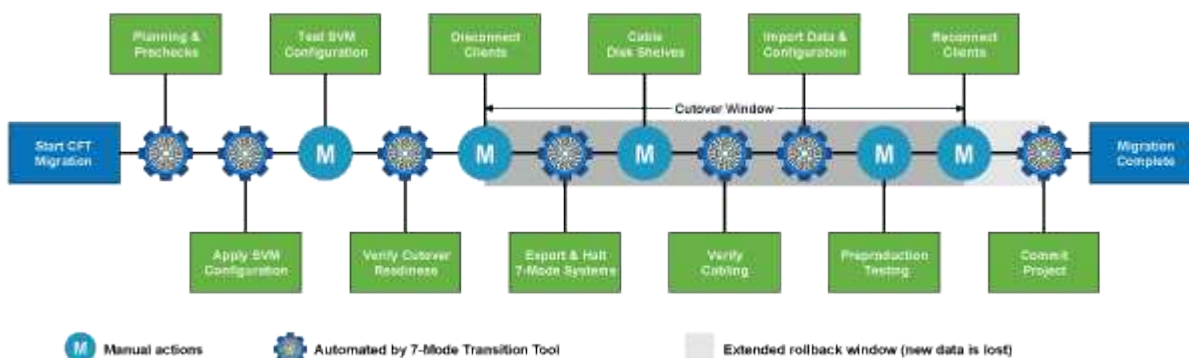 Planning &
Prechecks
Test SVM
Configuration
Disconnect
Clients
Cable
Disk Shelves
Import Data &
Configuration
Reconnect
Clients
Cutover Window
Start CFT
Migration
M
M
M
M
M
Migration
Complete
Apply SVM
Configuration
Verify Cutover
Readiness
Export & Halt
7-Mode Systems
Verify
Cabling
Preproduction
Testing
Commit
Project
M Manual actions
Automated by 7-Mode Transition Tool
Extended rollback window (new data is lost)